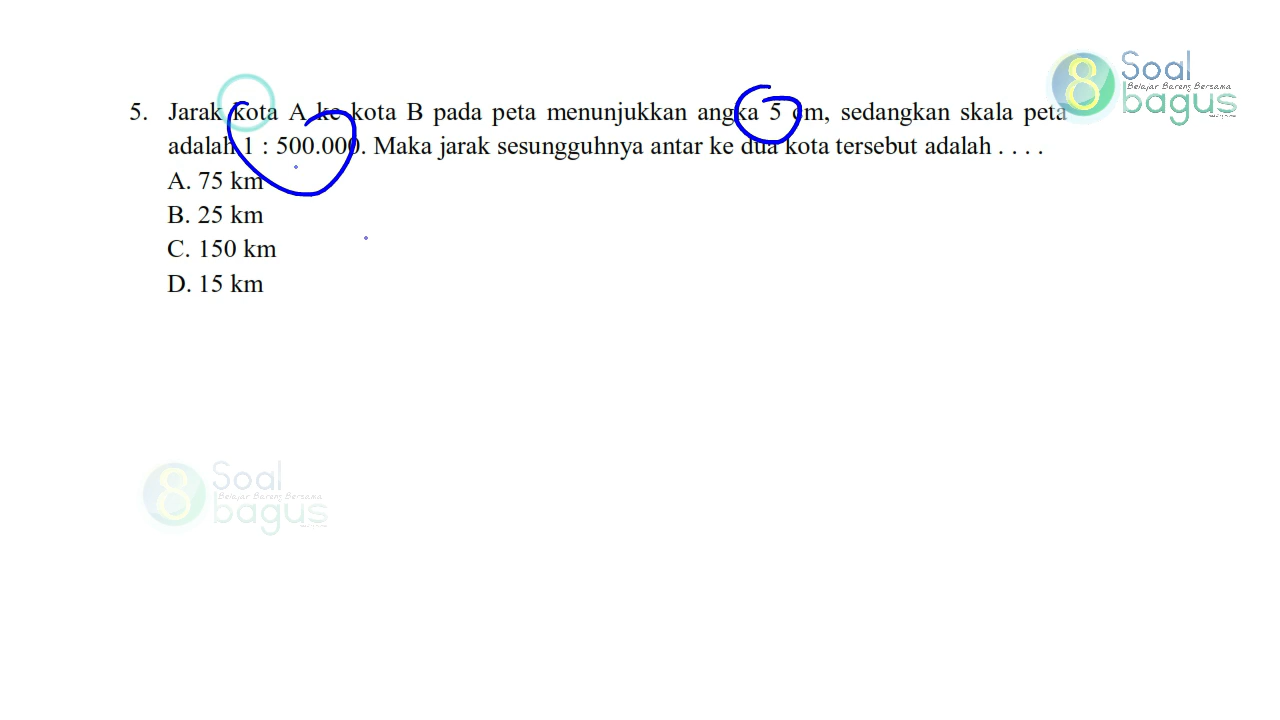 8 Soal
Belajar Bareng Bersama
bagus
5. Jarak kota A ke kota B pada peta menunjukkan angka 5 cm, sedangkan skala peta
adalah 1 : 500.000. Maka jarak sesungguhnya antar ke dua kota tersebut adalah . . . .
A. 75 km
B. 25 km
C. 150 km
D. 15 km
8 Soal
Belajar Bareng Bersama
bagus